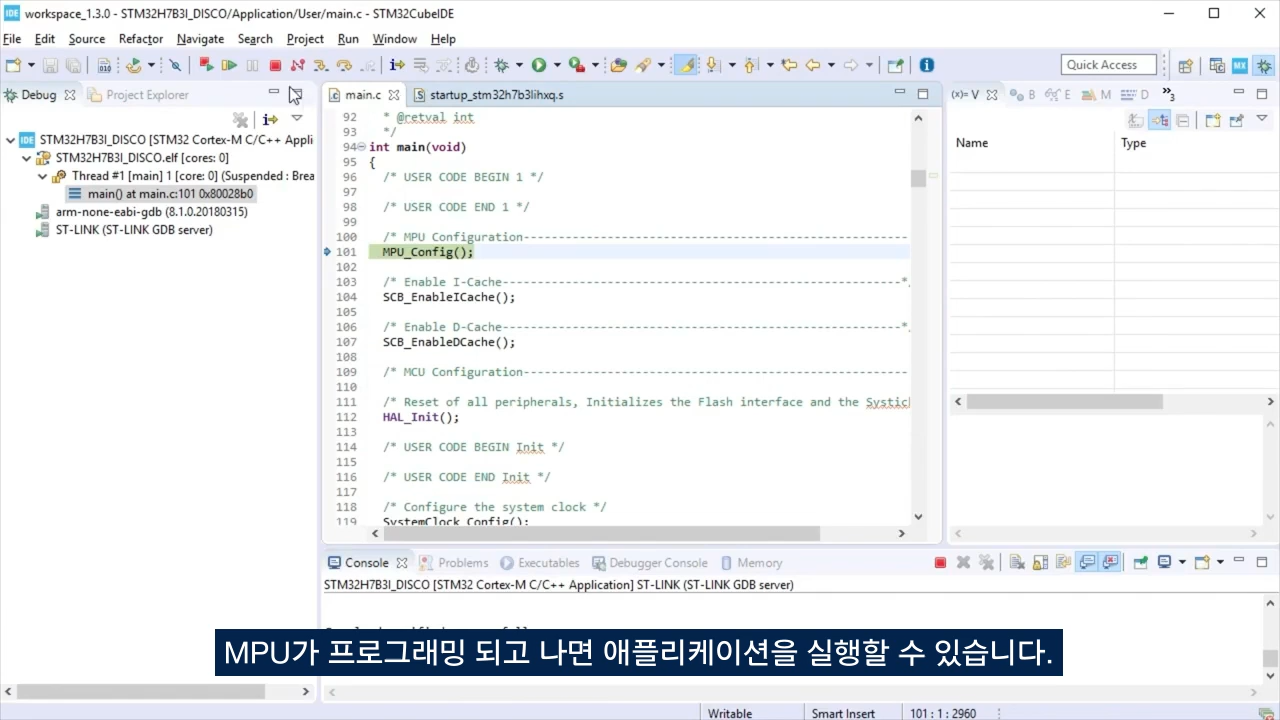 IDE workspace_1.3.0 - STM32H7B3I_DISCO/Application/User/main.c - STM32CubeIDE
File Edit Source Refactor Navigate Search Project Run Window Help
Quick Access
Debug Project Explorer
IDE STM32H7B3I_DISCO [STM32 Cortex-M C/C++ Appli
STM32H7B3I_DISCO.elf [cores: 0]
Thread #1 [main] 1 [core: 0] (Suspended : Brea
main() at main.c:101 0x80028b0
arm-none-eabi-gdb (8.1.0.20180315)
ST-LINK (ST-LINK GDB server)
main.c startup_stm32h7b3lihxq.s
92 * @retval int
93 */
94 int main(void)
95 {
96 /* USER CODE BEGIN 1 */
97
98 /* USER CODE END 1 */
99
100 /* MPU Configuration--------------------------------------------------------
101 MPU_Config();
102
103 /* Enable I-Cache---------------------------------------------------------*
104 SCB_EnableICache();
105
106 /* Enable D-Cache---------------------------------------------------------*
107 SCB_EnableDCache();
108
109 /* MCU Configuration--------------------------------------------------------
110
111 /* Reset of all peripherals, Initializes the Flash interface and the Systick
112 HAL_Init();
113
114 /* USER CODE BEGIN Init */
115
116 /* USER CODE END Init */
117
118 /* Configure the system clock */
119 SystemClock_Config();
(x)= V B E M D 3
Name Type
Console Problems Executables Debugger Console Memory
STM32H7B3I_DISCO [STM32 Cortex-M C/C++ Application] ST-LINK (ST-LINK GDB server)
MPU가 프로그래밍 되고 나면 애플리케이션을 실행할 수 있습니다.
Writable Smart Insert 101 : 1 : 2960